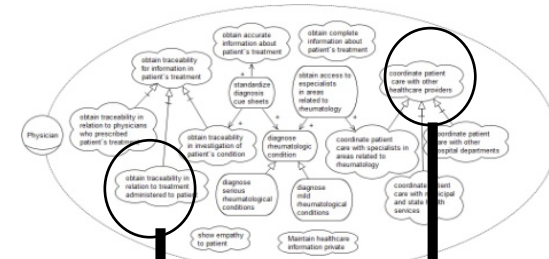 obtain accurate
information about
patient's treatment
obtain complete
information about
patient's treatment
obtain traceability
for information in
patient's treatment
coordinate patient
care with other
healthcare providers
standardize
diagnosis
cue sheets
obtain access to
especialists
in areas
related to
rheumatology
obtain traceability in
relation to physicians
who prescribed
patient's treatment
Physician
obtain traceability
in investigation of
patient's condition
diagnose
rheumatologic
condition
coordinate patient
care with specialists in
areas related to
rheumatology
coordinate patient
care with other
hospital departments
obtain traceability in
relation to treatment
administered to patient
diagnose
serious
rheumatological
conditions
diagnose
mild
rheumatological
conditions
coordinate patient
care with municipal
and state health
services
show empathy
to patient
Maintain healthcare
information private